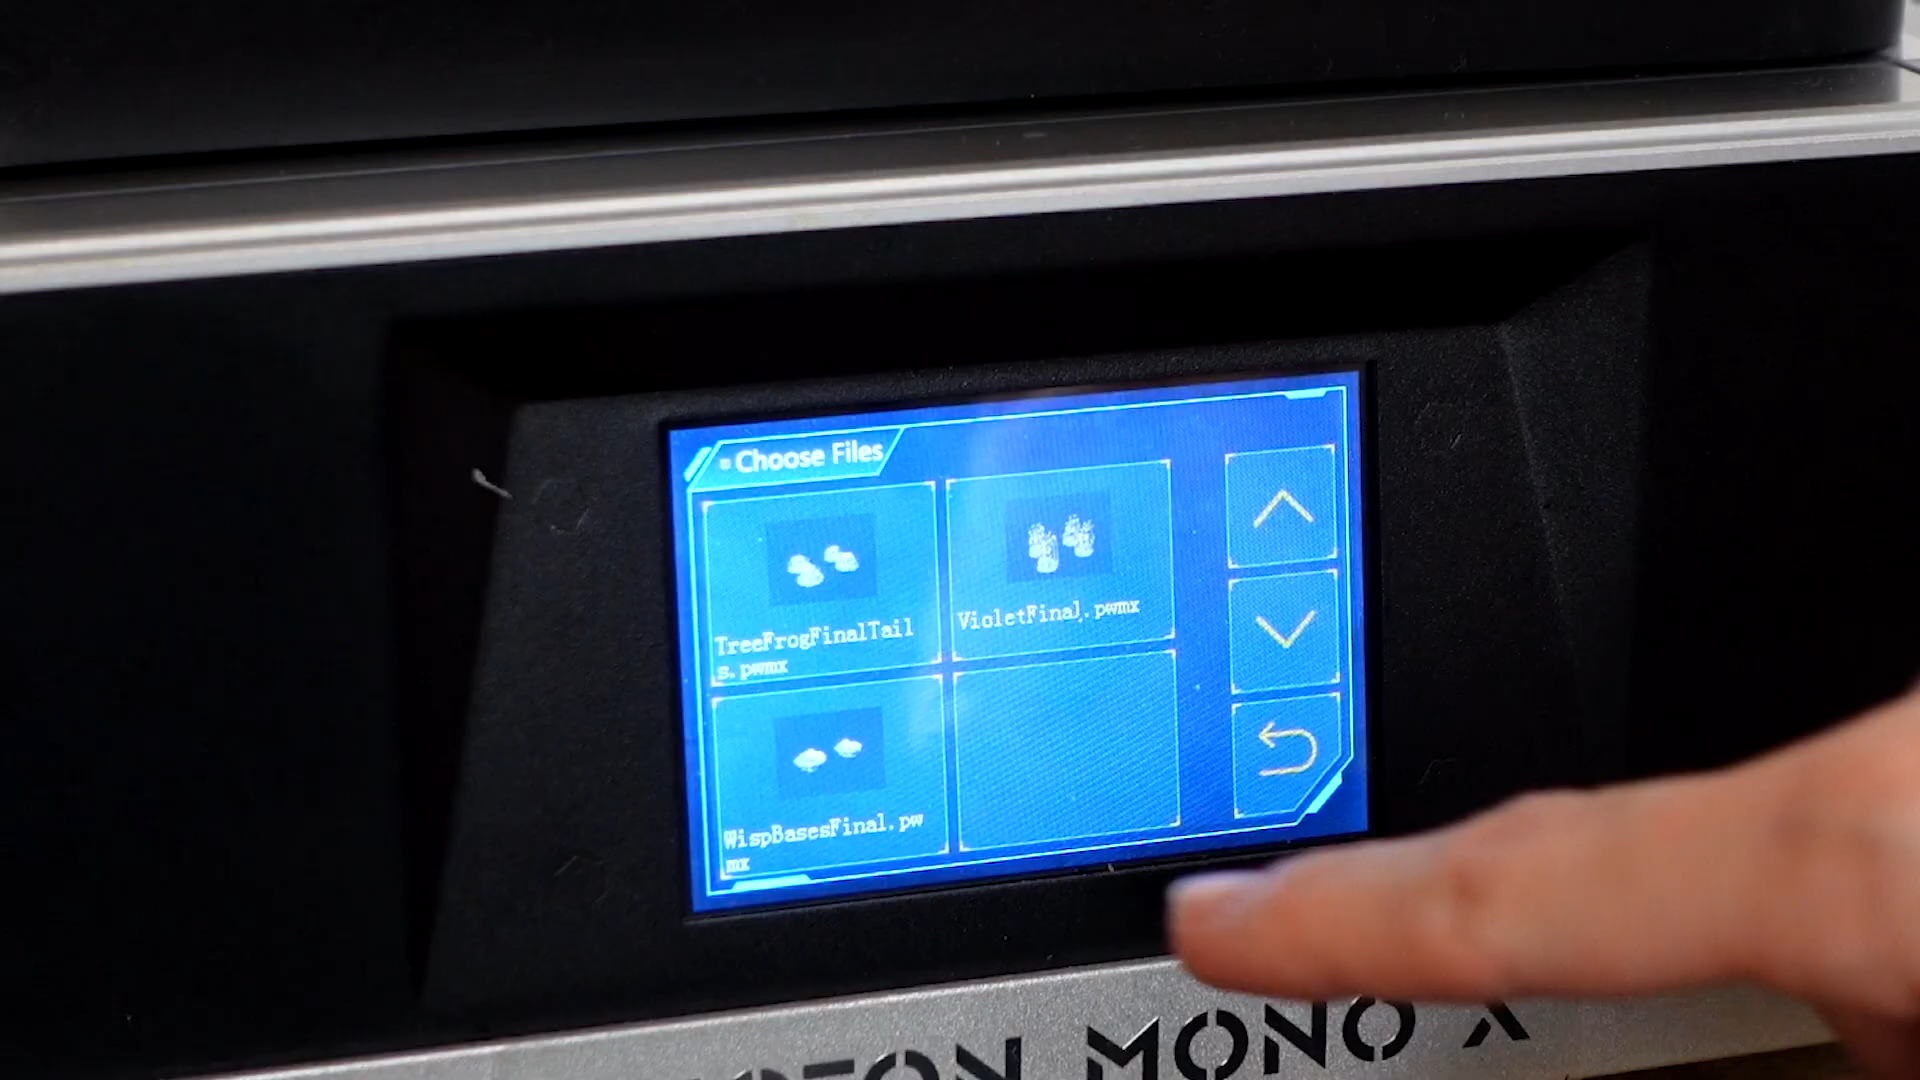 Choose Files
TreeFrogFinalTail
s.pwmx
VioletFinal.pwmx
WispBasesFinal.pw
mx
MONO X